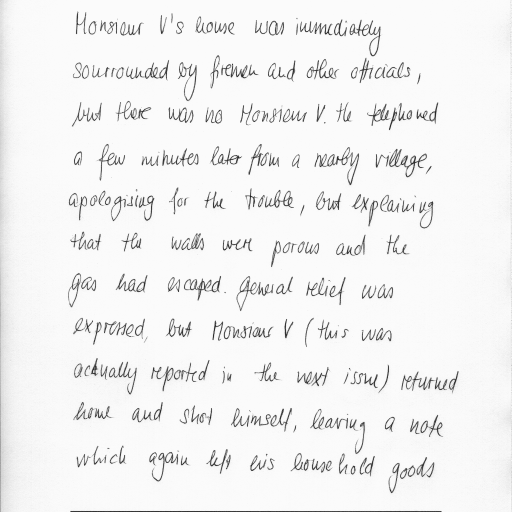 Monsieur V's house was immediately
sourrounded by firemen and other officials,
but there was no Monsieur V. He telephoned
a few minutes later from a nearby village,
apologising for the trouble, but explaining
that the walls were porous and the
gas had escaped. General relief was
expressed, but Monsieur V (this was
actually reported in the next issue) returned
home and shot himself, leaving a note
which again left his household goods